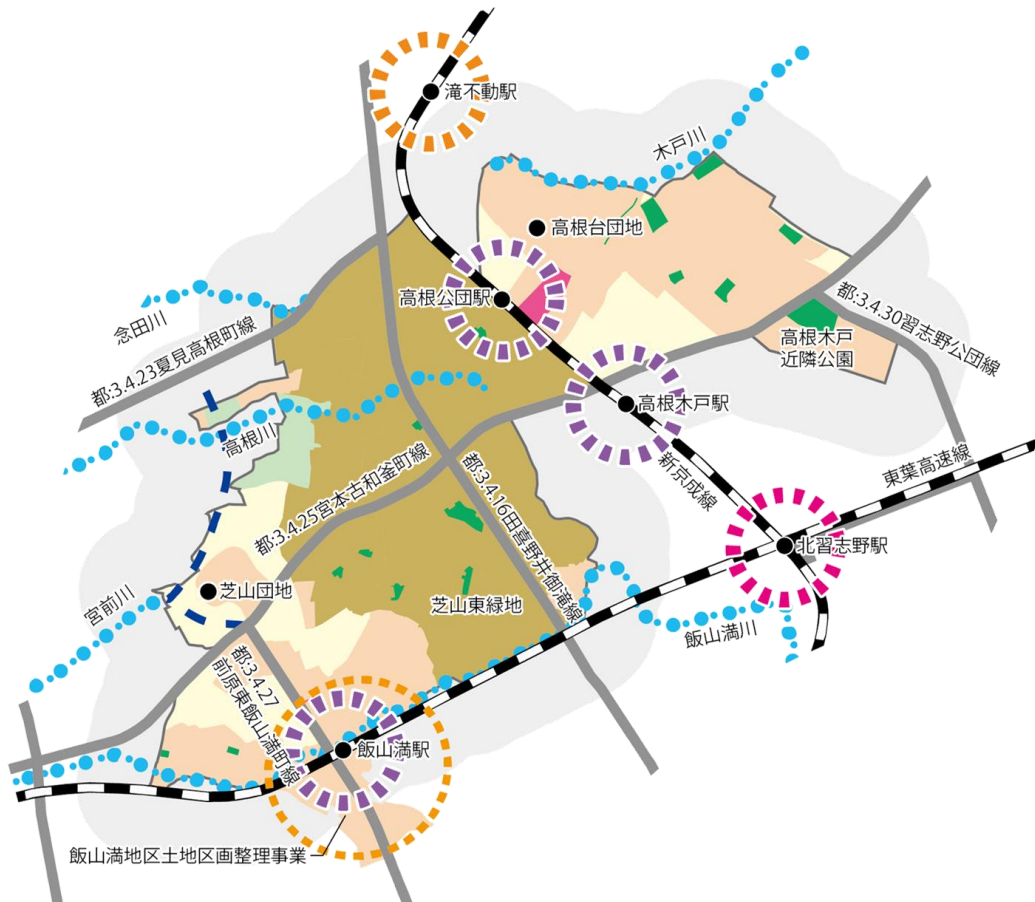 滝不動駅
木戸川
高根台団地
高根公団駅
念田川
都:3.4.23夏見高根町線
都:3.4.30習志野公団線
高根木戸
近隣公園
高根木戸駅
高根川
新京成線
東葉高速線
都:3.4.25宮本古和釜町線
都:3.4.16田喜野井御滝線
北習志野駅
芝山団地
芝山東緑地
宮前川
飯山満川
都:3.4.27
前原東飯山満町線
飯山満駅
飯山満地区土地区画整理事業